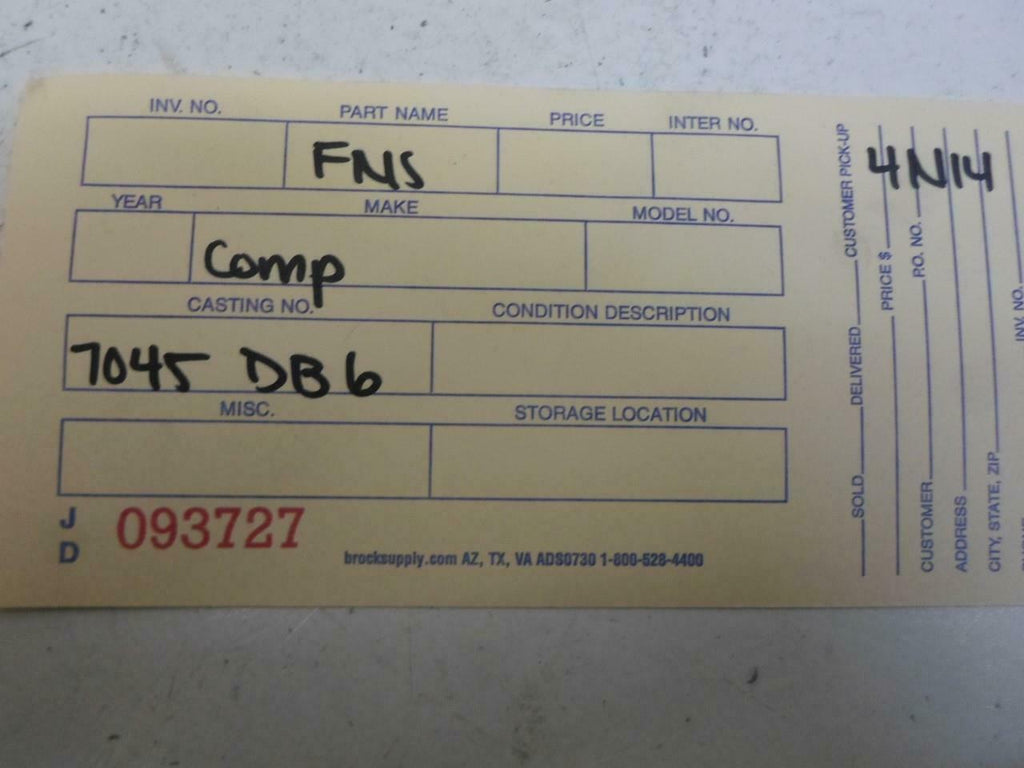 INV. NO. PART NAME PRICE INTER NO.
FNS
YEAR MAKE MODEL NO.
Comp
CASTING NO. CONDITION DESCRIPTION
7045 DB6
MISC. STORAGE LOCATION
J D 093727
brocksupply.com AZ, TX, VA ADS0730 1-800-528-4400
4N14
SOLD DELIVERED CUSTOMER PICK-UP
PRICE $
CUSTOMER P.O. NO.
ADDRESS
CITY, STATE, ZIP
INV. NO.